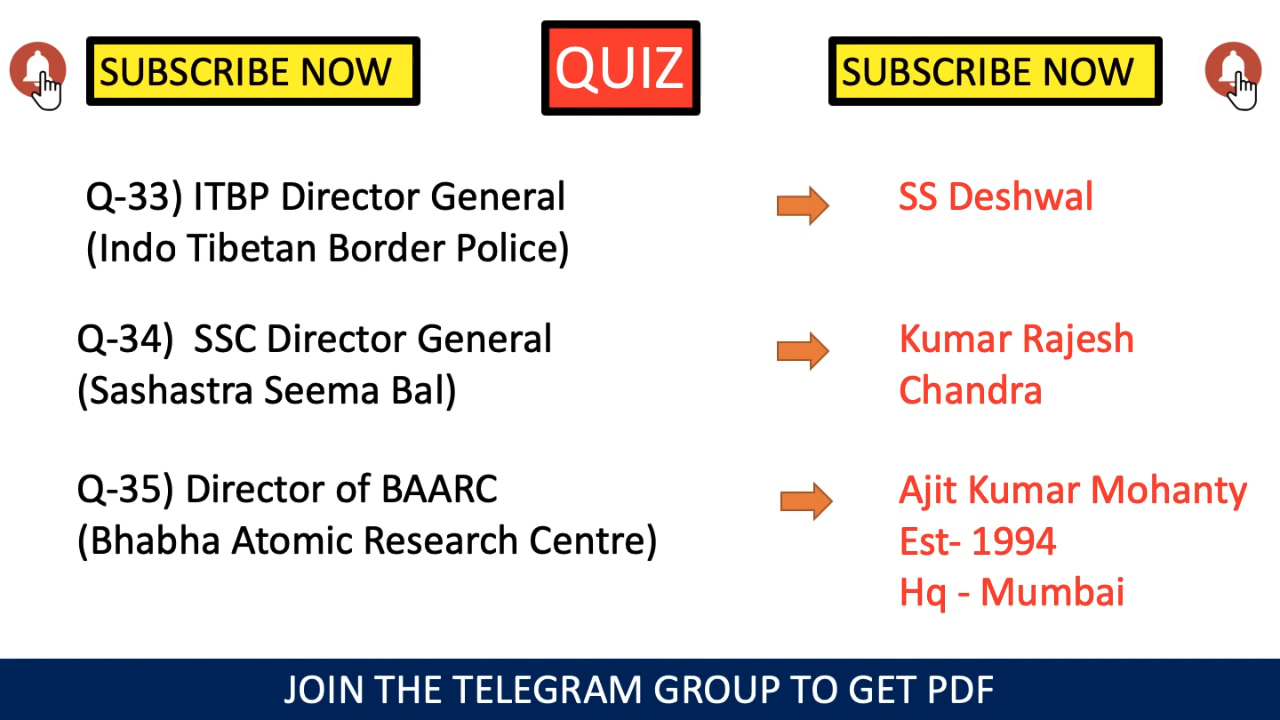 SUBSCRIBE NOW
QUIZ
SUBSCRIBE NOW
Q-33) ITBP Director General
(Indo Tibetan Border Police)
SS Deshwal
Q-34) SSC Director General
(Sashastra Seema Bal)
Kumar Rajesh
Chandra
Q-35) Director of BAARC
(Bhabha Atomic Research Centre)
Ajit Kumar Mohanty
Est- 1994
Hq - Mumbai
JOIN THE TELEGRAM GROUP TO GET PDF